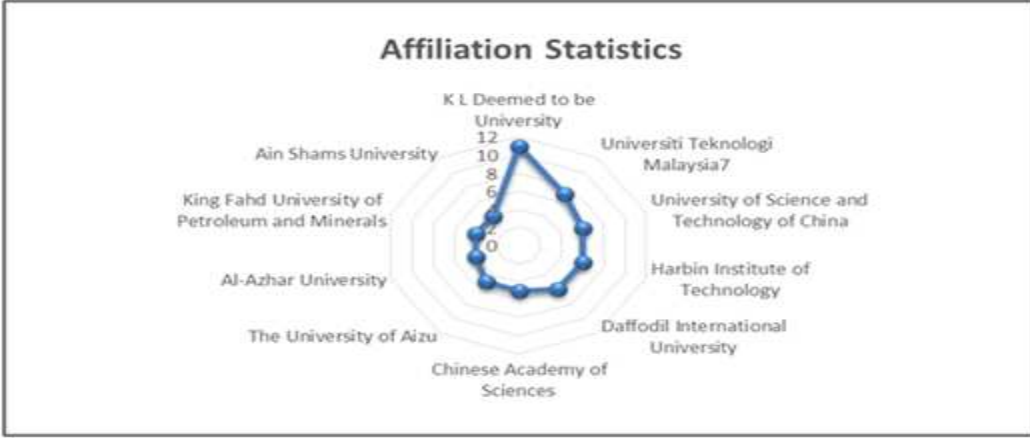 Affiliation Statistics
K L Deemed to be
University
Universiti Teknologi
Malaysia7
University of Science and
Technology of China
Harbin Institute of
Technology
Daffodil International
University
Chinese Academy of
Sciences
The University of Aizu
Al-Azhar University
King Fahd University of
Petroleum and Minerals
Ain Shams University
12
10
8
6
2
0